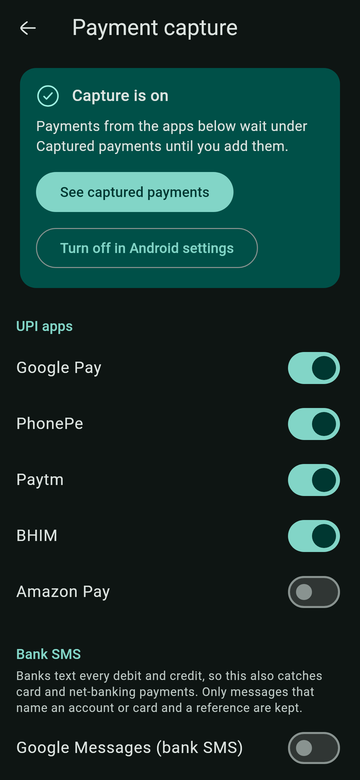 Payment capture
Capture is on
Payments from the apps below wait under
Captured payments until you add them.
See captured payments
Turn off in Android settings
UPI apps
Google Pay
PhonePe
Paytm
BHIM
Amazon Pay
Bank SMS
Banks text every debit and credit, so this also catches
card and net-banking payments. Only messages that
name an account or card and a reference are kept.
Google Messages (bank SMS)